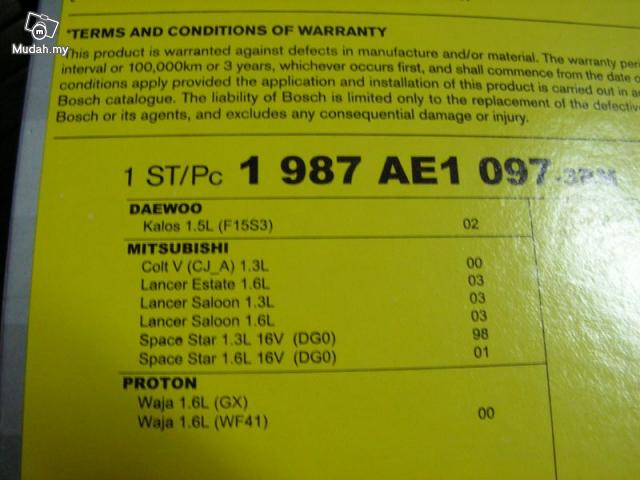 Mudah.my
*TERMS AND CONDITIONS OF WARRANTY
This product is warranted against defects in manufacture and/or material. The warranty
interval or 100,000km or 3 years, whichever occurs first, and shall commence from the date
conditions apply provided the application and installation of this product is carried out in
Bosch catalogue. The liability of Bosch is limited only to the replacement of the
Bosch or its agents, and excludes any consequential damage or injury.
1 ST/Pc 1 987 AE1 097
DAEWOO
Kalos 1.5L (F15S3) 02
MITSUBISHI
Colt V (CJ_A) 1.3L 00
Lancer Estate 1.6L 03
Lancer Saloon 1.3L 03
Lancer Saloon 1.6L 03
Space Star 1.3L 16V (DG0) 98
Space Star 1.6L 16V (DG0) 01
PROTON
Waja 1.6L (GX)
Waja 1.6L (WF41) 00